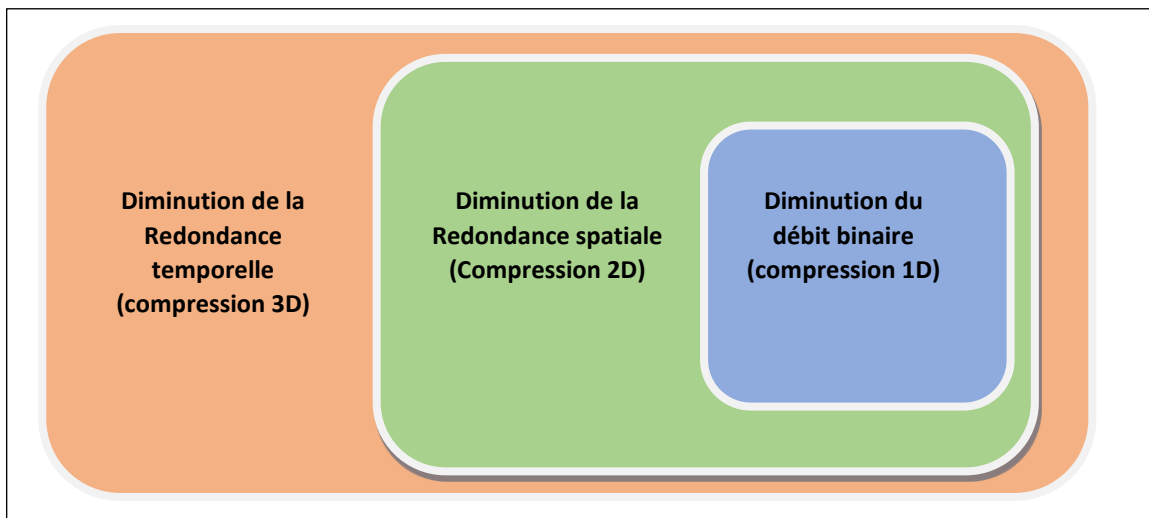 Diminution de la
Redondance
temporelle
(compression 3D)
Diminution de la
Redondance spatiale
(Compression 2D)
Diminution du
débit binaire
(compression 1D)